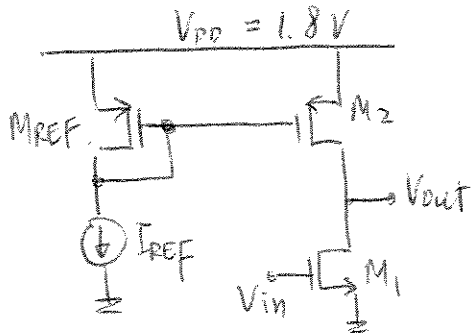 VDD = 1.8 V
MREF
M2
IREF
Vout
Vin
M1